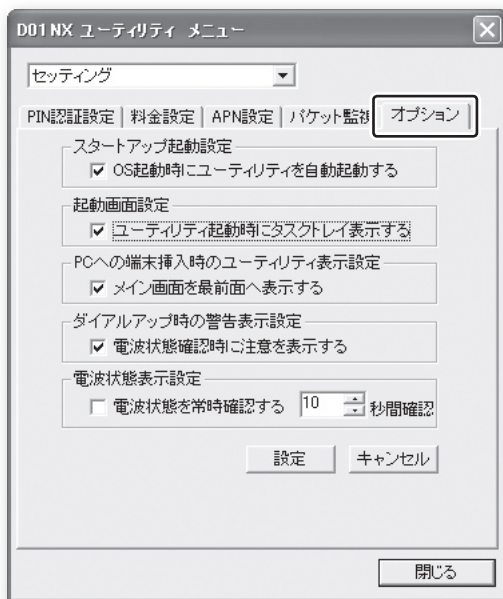 D01NX ユーティリティ メニュー
セッティング
PIN認証設定 料金設定 APN設定 パケット監視 オプション
スタートアップ起動設定
OS起動時にユーティリティを自動起動する
起動画面設定
ユーティリティ起動時にタスクトレイ表示する
PCへの端末挿入時のユーティリティ表示設定
メイン画面を最前面へ表示する
ダイアルアップ時の警告表示設定
電波状態確認時に注意を表示する
電波状態表示設定
電波状態を常時確認する 10 秒間確認
設定 キャンセル
閉じる